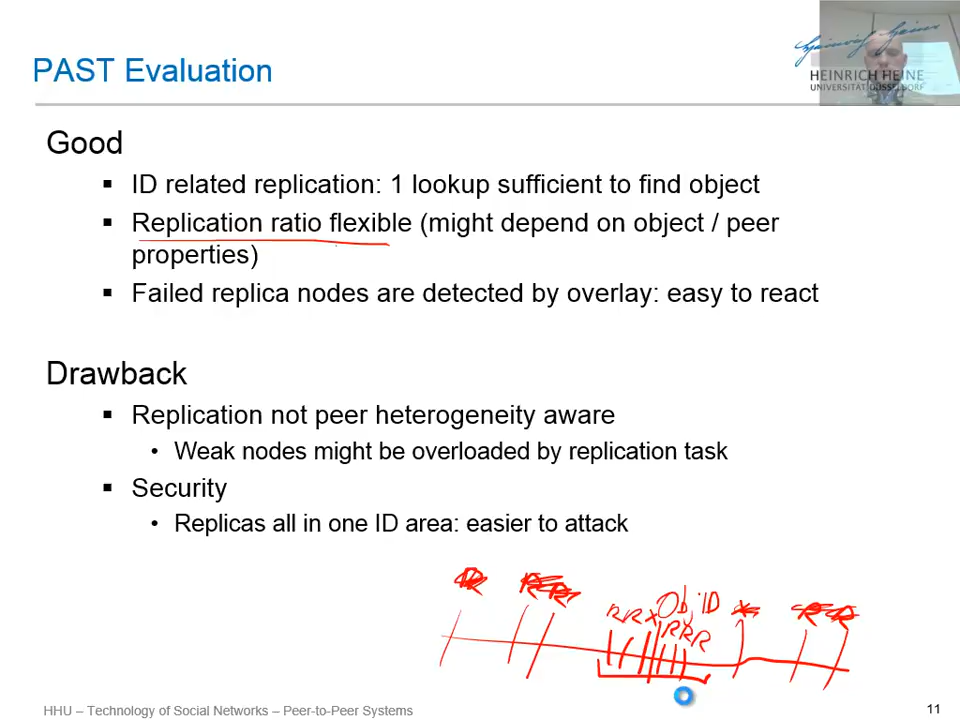 PAST Evaluation
HEINRICH HEINE
UNIVERSITÄT DÜSSELDORF
Good
▪ ID related replication: 1 lookup sufficient to find object
▪ Replication ratio flexible (might depend on object / peer
properties)
▪ Failed replica nodes are detected by overlay: easy to react
Drawback
▪ Replication not peer heterogeneity aware
• Weak nodes might be overloaded by replication task
▪ Security
• Replicas all in one ID area: easier to attack
Obj ID
R R X
R R R
HHU – Technology of Social Networks – Peer-to-Peer Systems
11